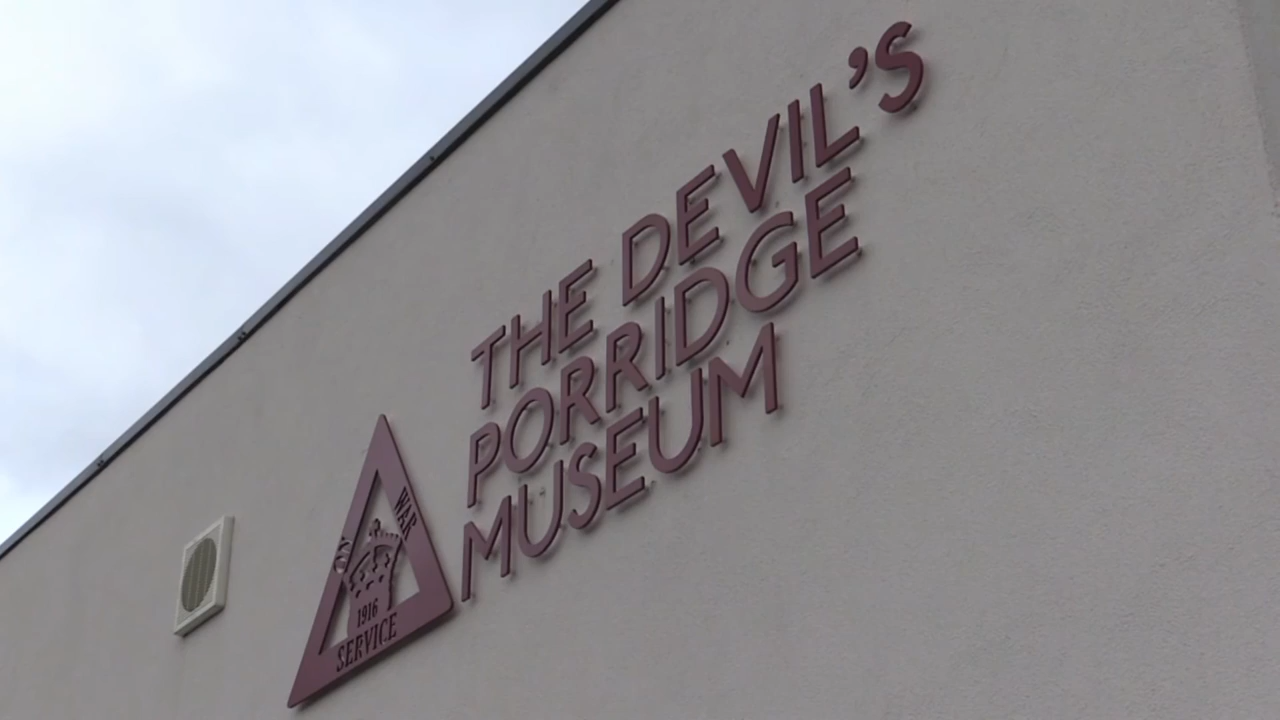 THE DEVIL'S
PORRIDGE
MUSEUM
ON WAR
1916
SERVICE